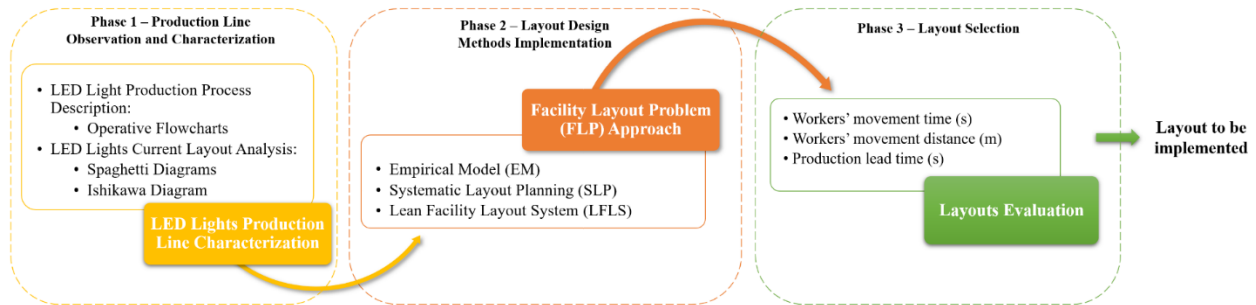 Phase 1 – Production Line
Observation and Characterization
• LED Light Production Process
Description:
• Operative Flowcharts
• LED Lights Current Layout Analysis:
• Spaghetti Diagrams
• Ishikawa Diagram
LED Lights Production
Line Characterization
Phase 2 – Layout Design
Methods Implementation
Facility Layout Problem
(FLP) Approach
• Empirical Model (EM)
• Systematic Layout Planning (SLP)
• Lean Facility Layout System (LFLS)
Phase 3 – Layout Selection
• Workers’ movement time (s)
• Workers’ movement distance (m)
• Production lead time (s)
Layouts Evaluation
Layout to be
implemented